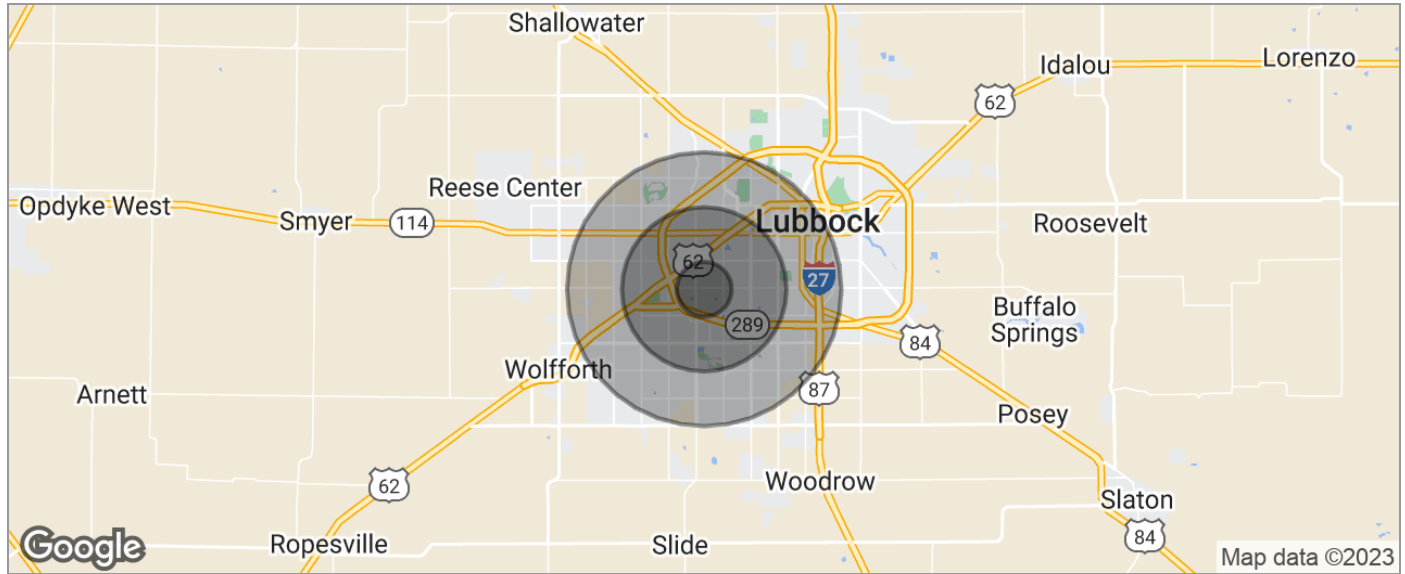 Shallowater
Idalou
Lorenzo
62
Reese Center
Opdyke West
Smyer
114
Lubbock
Roosevelt
62
27
289
Buffalo
Springs
84
Wolfforth
87
Arnett
Posey
62
Woodrow
Slaton
84
Ropesville
Slide
Google
Map data ©2023